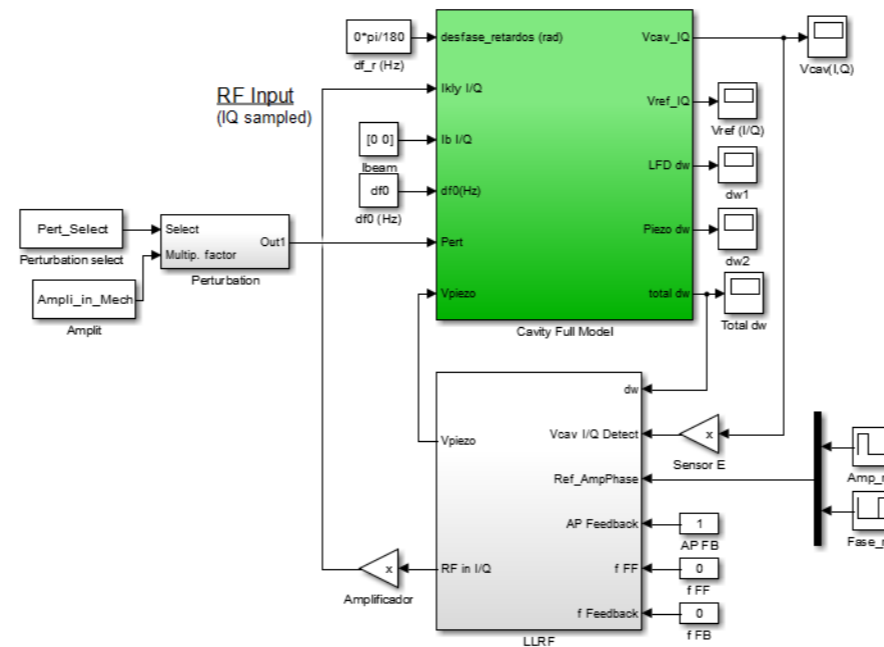 0*pi/180
df_r (Hz)
RF Input
(IQ sampled)
[0 0]
Ibeam
df0
df0 (Hz)
Pert_Select
Perturbation select
Ampli_in_Mech
Amplit
Select
Multip. factor
Out1
Perturbation
desfase_retardos (rad)
Ikly I/Q
Ib I/Q
df0(Hz)
Pert
Vpiezo
Vcav_IQ
Vref_IQ
LFD dw
Piezo dw
total dw
Cavity Full Model
Vcav(I,Q)
Vref (I/Q)
dw1
dw2
Total dw
Vpiezo
RF in I/Q
dw
Vcav I/Q Detect
Ref_AmpPhase
AP Feedback
f FF
f Feedback
LLRF
x
Amplificador
x
Sensor E
1
AP FB
0
f FF
0
f FB